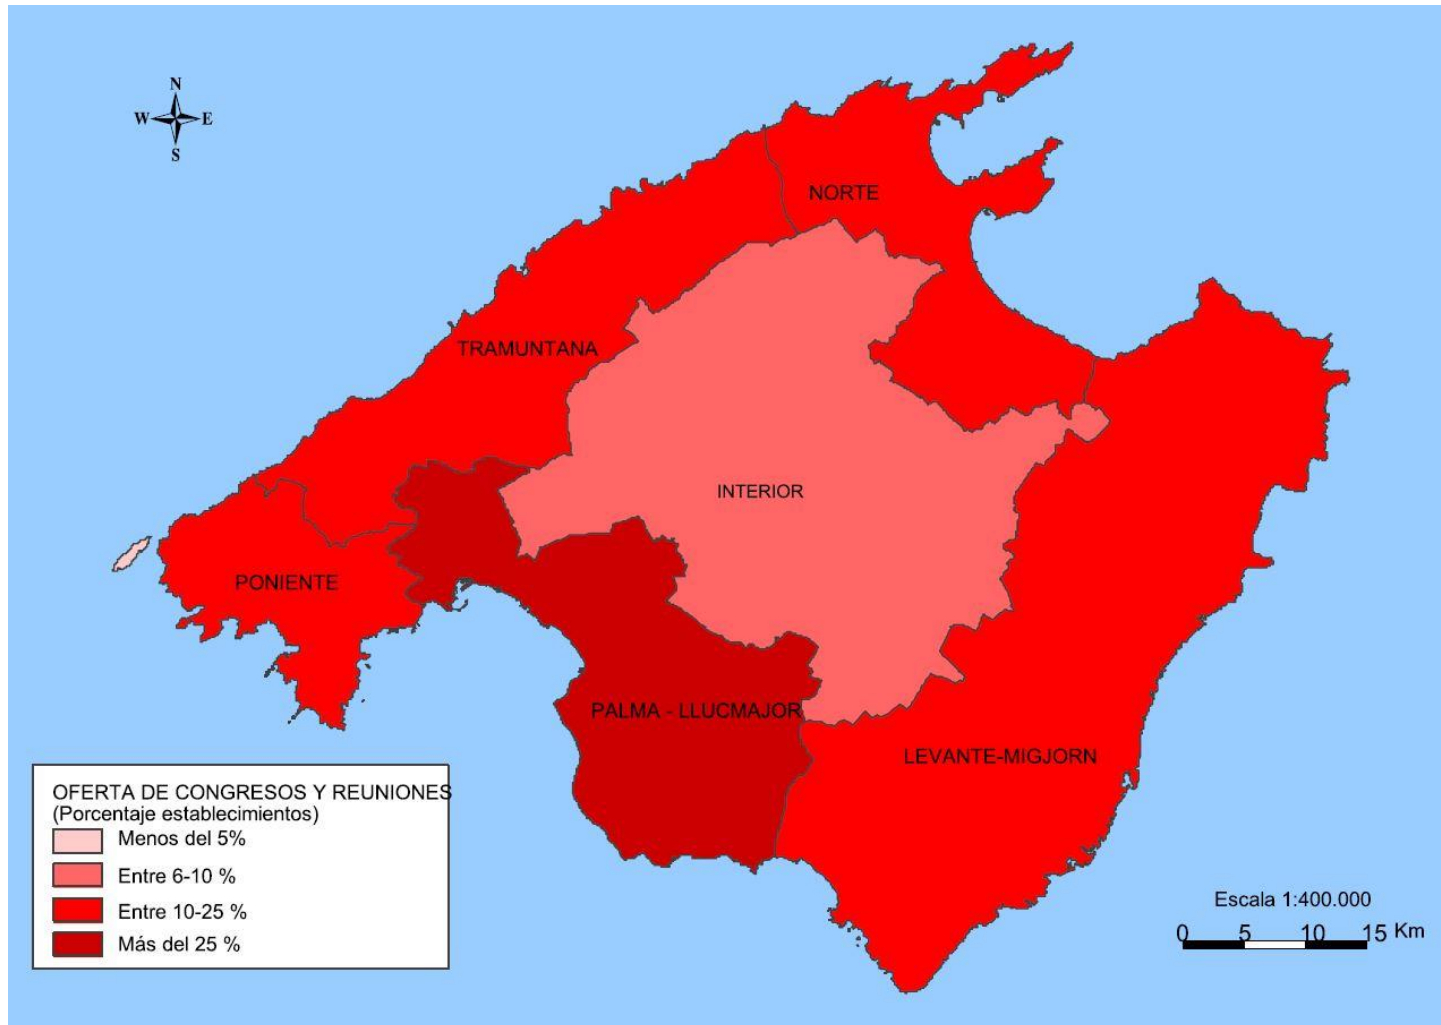 N
W E
S
NORTE
TRAMUNTANA
INTERIOR
PONIENTE
PALMA - LLUCMAJOR
LEVANTE-MIGJORN
OFERTA DE CONGRESOS Y REUNIONES
(Porcentaje establecimientos)
Menos del 5%
Entre 6-10 %
Entre 10-25 %
Más del 25 %
Escala 1:400.000
0 5 10 15 Km